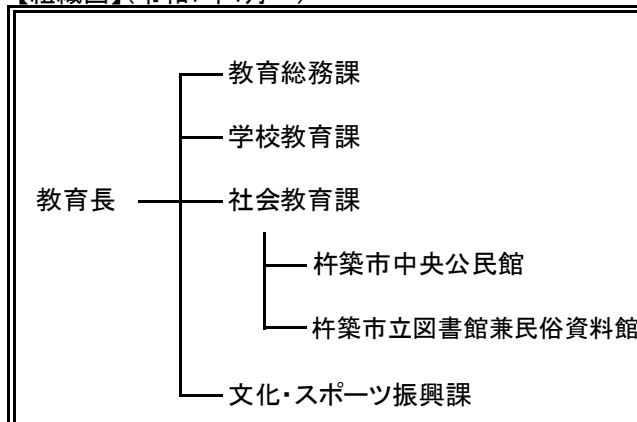 教育総務課
学校教育課
教育長
社会教育課
杵築市中央公民館
杵築市立図書館兼民俗資料館
文化・スポーツ振興課